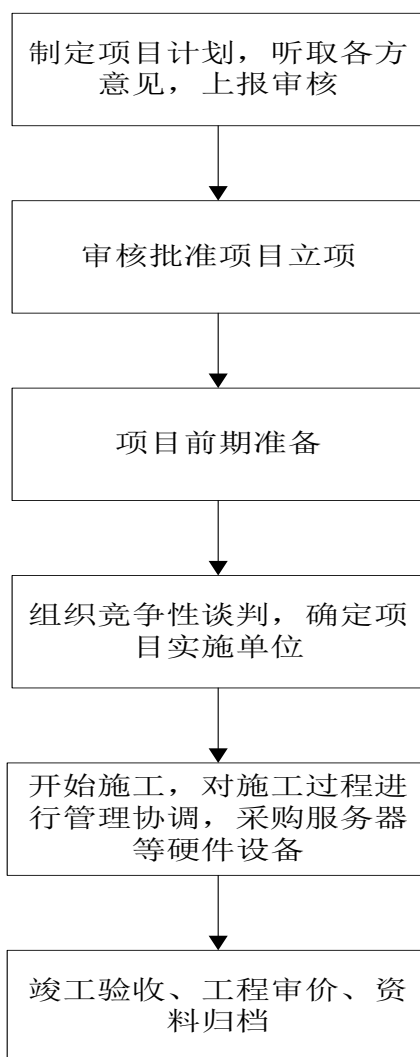 制定项目计划，听取各方
意见，上报审核
审核批准项目立项
项目前期准备
组织竞争性谈判，确定项
目实施单位
开始施工，对施工过程进
行管理协调，采购服务器
等硬件设备
竣工验收、工程审价、资
料归档